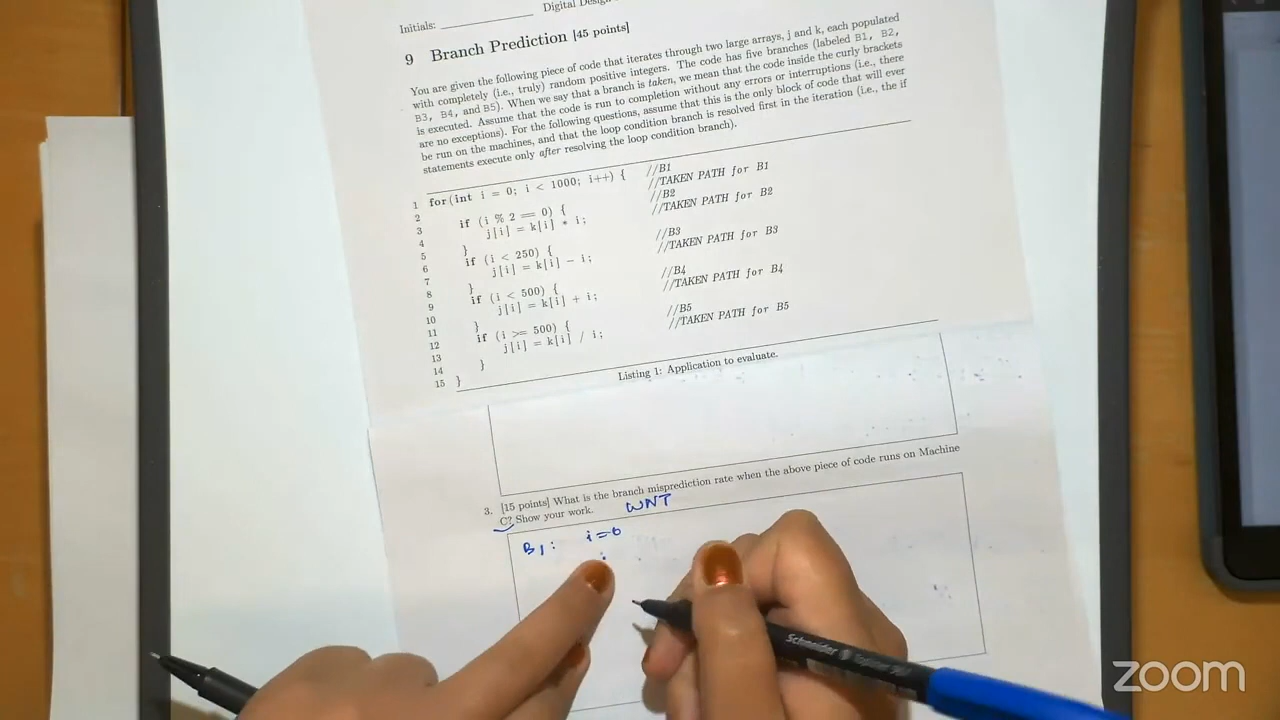 Initials:
Digital Design
9 Branch Prediction [45 points]
You are given the following piece of code that iterates through two large arrays, j and k, each populated
with completely (i.e., truly) random positive integers. The code has five branches (labeled B1, B2,
B3, B4, and B5). When we say that a branch is taken, we mean that the code inside the curly brackets
is executed. Assume that the code is run to completion without any errors or interruptions (i.e., there
are no exceptions). For the following questions, assume that this is the only block of code that will ever
be run on the machines, and that the loop condition branch is resolved first in the iteration (i.e., the if
statements execute only after resolving the loop condition branch).
1 for(int i = 0; i < 1000; i++) { //B1
2 //TAKEN PATH for B1
3 if (i % 2 == 0) { //B2
4 j[i] = k[i] * i; //TAKEN PATH for B2
5 }
6 if (i < 250) { //B3
7 j[i] = k[i] - i; //TAKEN PATH for B3
8 }
9 if (i < 500) { //B4
10 j[i] = k[i] + i; //TAKEN PATH for B4
11 }
12 if (i >= 500) { //B5
13 j[i] = k[i] / i; //TAKEN PATH for B5
14 }
15 }
Listing 1: Application to evaluate.
3. [15 points] What is the branch misprediction rate when the above piece of code runs on Machine
C? Show your work. WNT
B1: i=0
Schneider
zoom